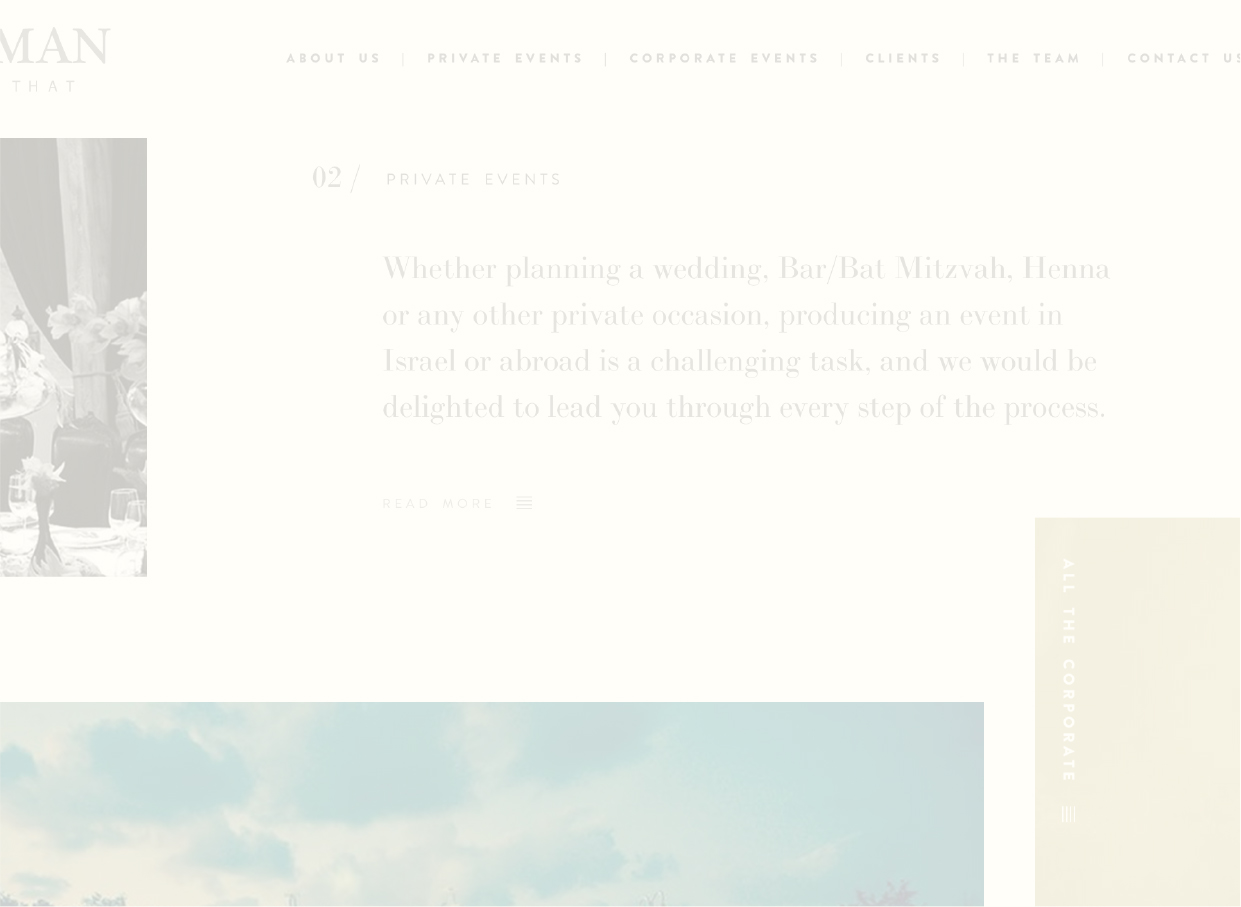 MAN
THAT
ABOUT US | PRIVATE EVENTS | CORPORATE EVENTS | CLIENTS | THE TEAM | CONTACT US
02 / PRIVATE EVENTS
Whether planning a wedding, Bar/Bat Mitzvah, Henna
or any other private occasion, producing an event in
Israel or abroad is a challenging task, and we would be
delighted to lead you through every step of the process.
READ MORE
ALL THE CORPORATE